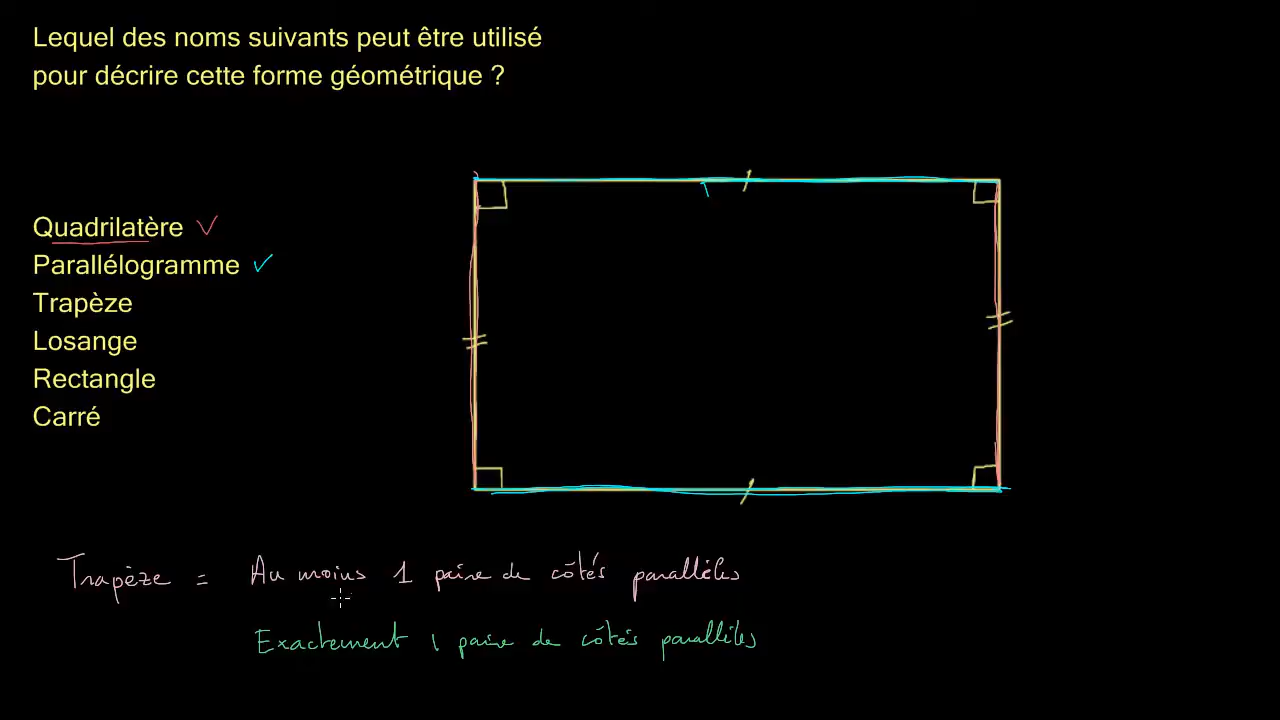 Lequel des noms suivants peut être utilisé
pour décrire cette forme géométrique ?
Quadrilatère
Parallélogramme
Trapèze
Losange
Rectangle
Carré
Trapèze = Au moins 1 paire de côtés parallèles
Exactement 1 paire de côtés parallèles